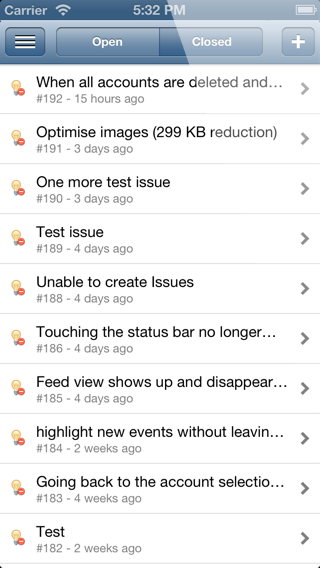 Carrier 5:32 PM
Open Closed
When all accounts are deleted and…
#192 - 15 hours ago
Optimise images (299 KB reduction)
#191 - 3 days ago
One more test issue
#190 - 3 days ago
Test issue
#189 - 4 days ago
Unable to create Issues
#188 - 4 days ago
Touching the status bar no longer…
#186 - 4 days ago
Feed view shows up and disappear…
#185 - 4 days ago
highlight new events without leavin…
#184 - 2 weeks ago
Going back to the account selectio…
#183 - 4 weeks ago
Test
#182 - 2 weeks ago